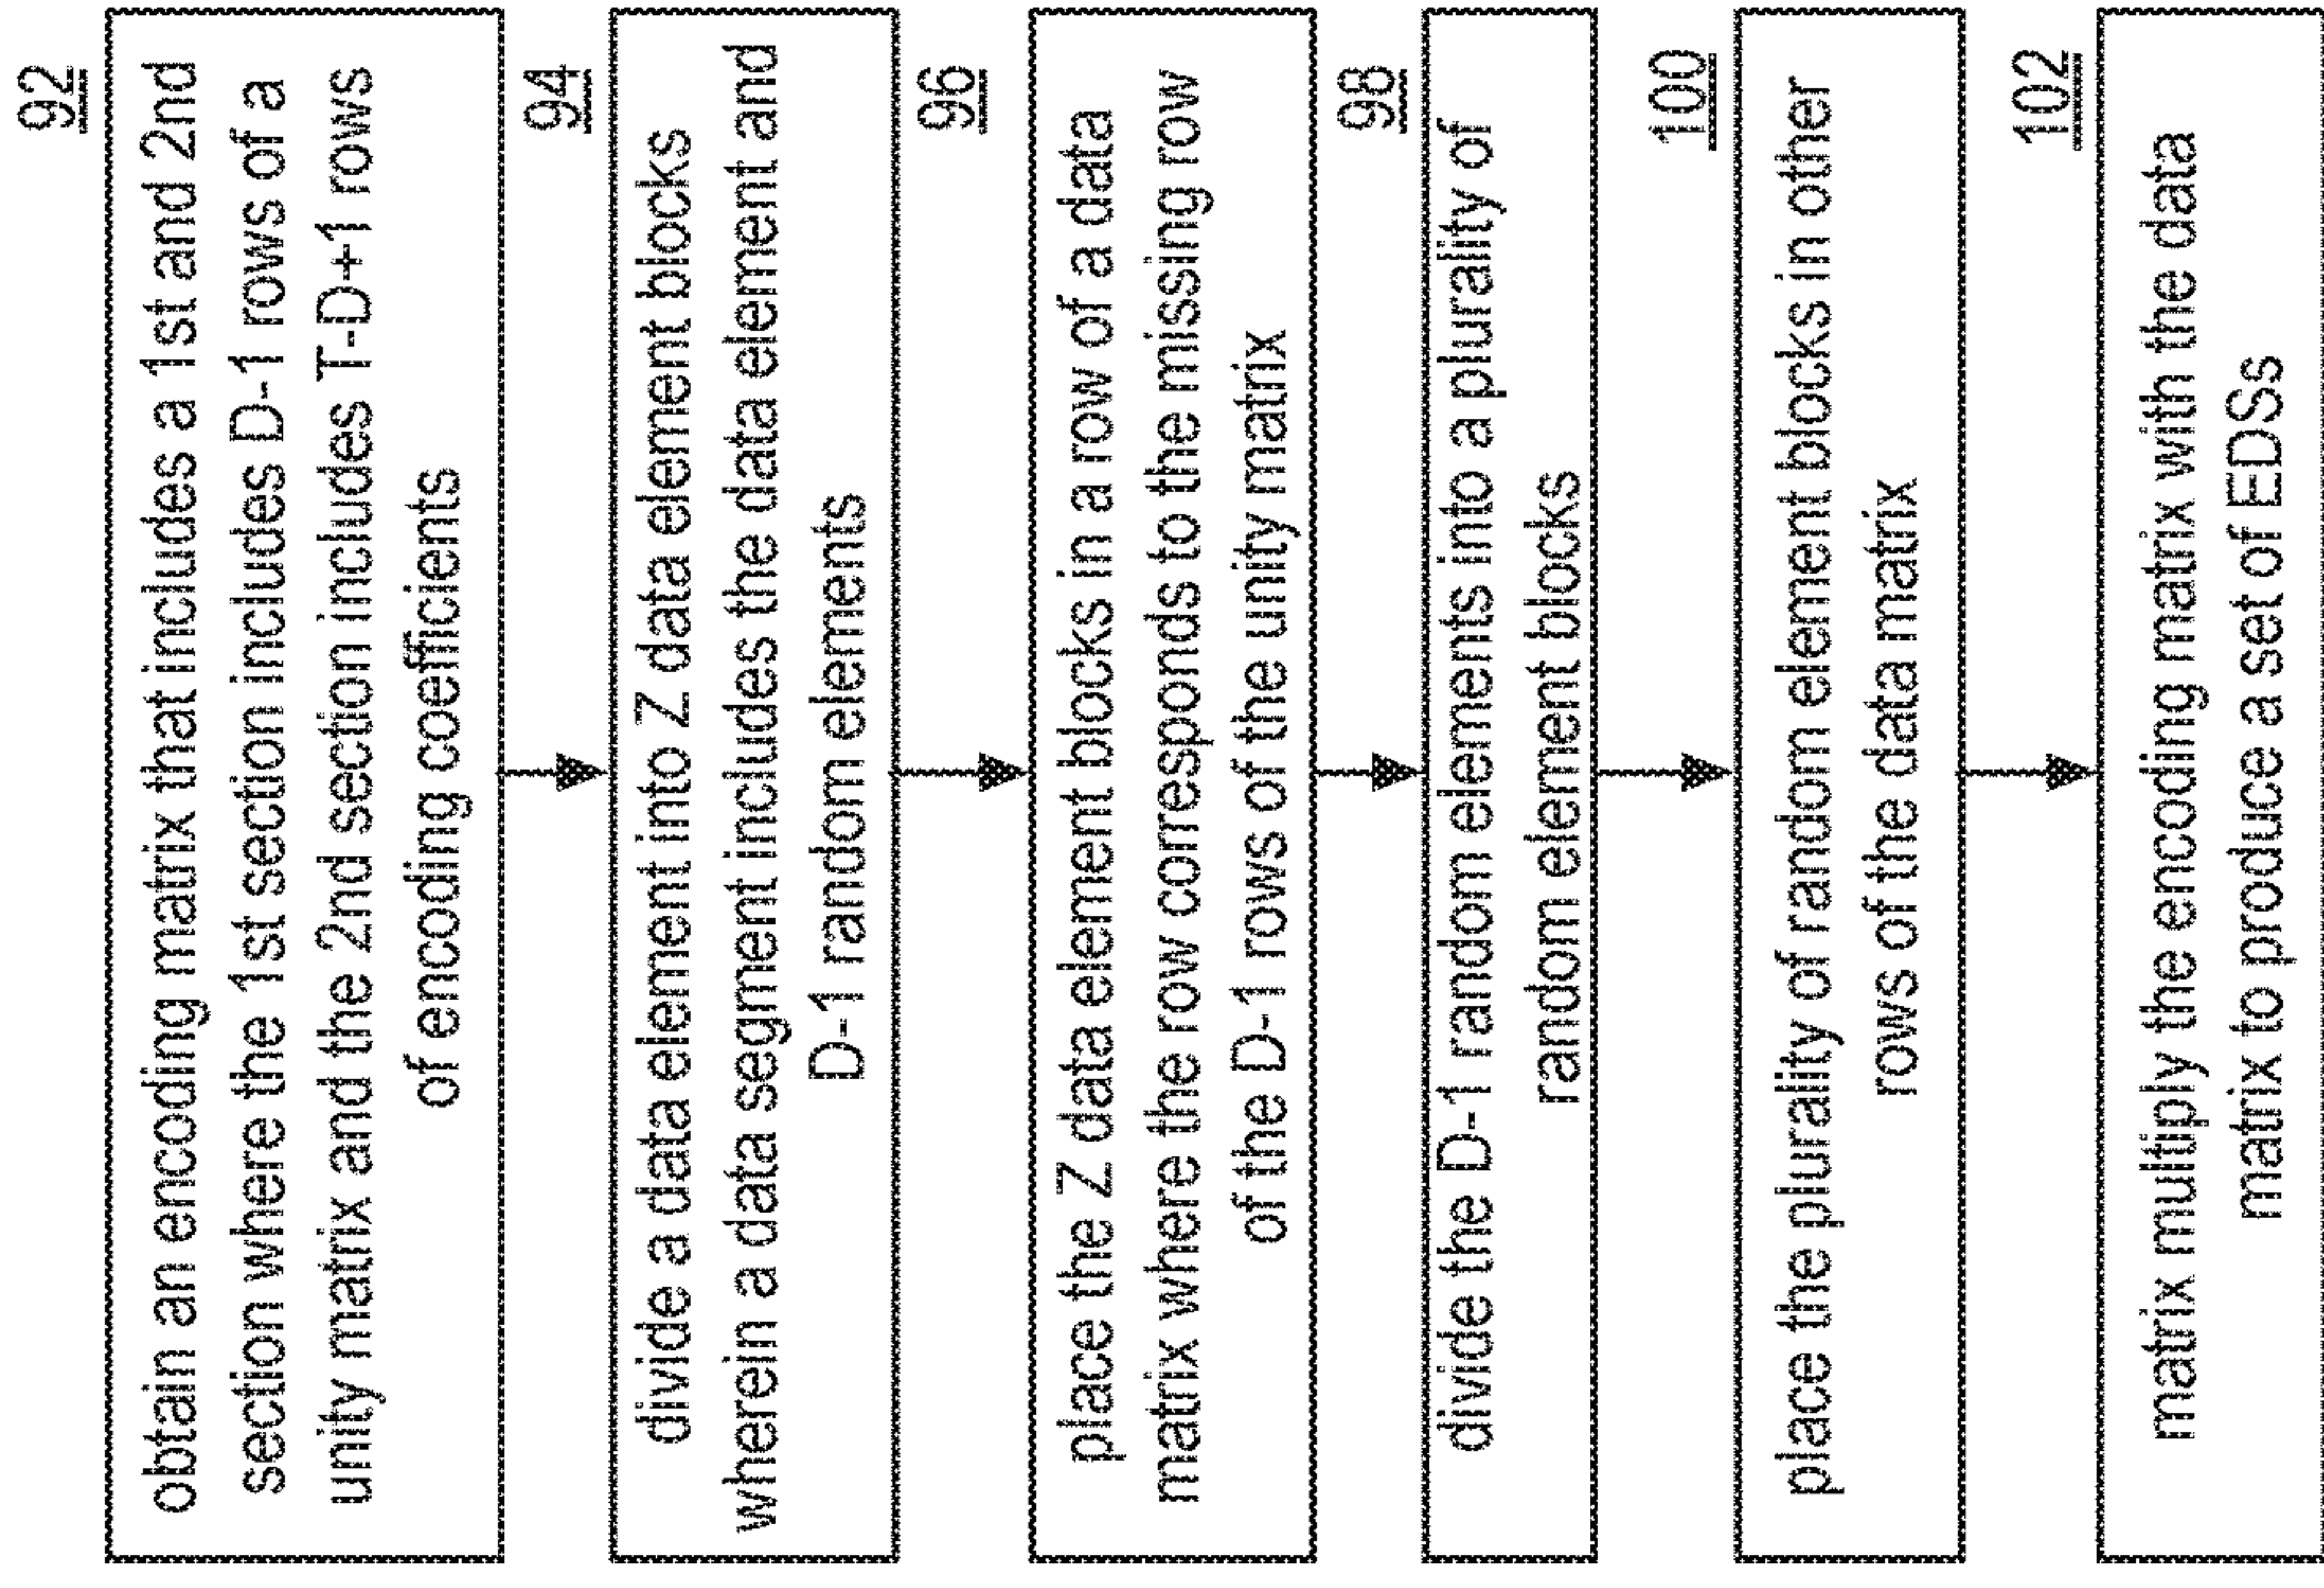 92
obtain an encoding matrix that includes a 1st and 2nd
section where the 1st section includes D-1 rows of a
unity matrix and the 2nd section includes T-D+1 rows
of encoding coefficients
94
divide a data element into Z data element blocks
wherein a data segment includes the data element and
D-1 random elements
96
place the Z data element blocks in a row of a data
matrix where the row corresponds to the missing row
of the D-1 rows of the unity matrix
98
divide the D-1 random elements into a plurality of
random element blocks
100
place the plurality of random element blocks in other
rows of the data matrix
102
matrix multiply the encoding matrix with the data
matrix to produce a set of EDSs